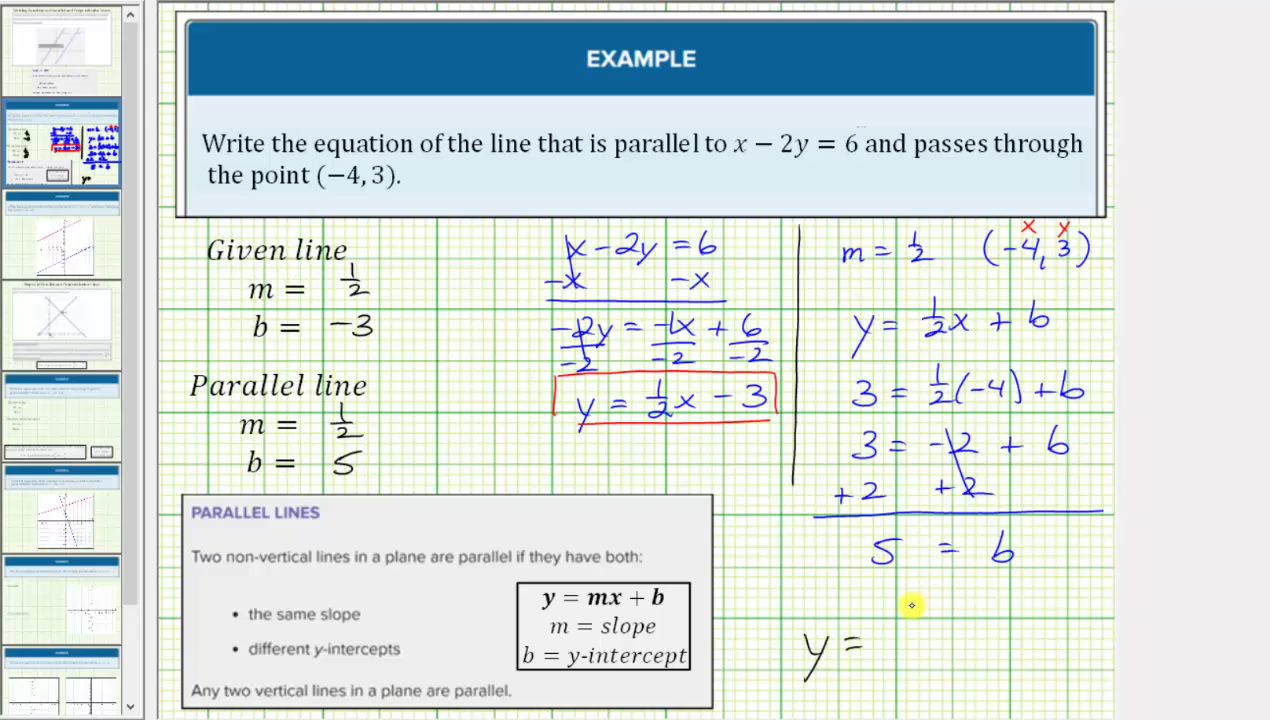 EXAMPLE
Write the equation of the line that is parallel to x − 2y = 6 and passes through
the point (−4, 3).
Given line
m = 1/2
b = −3
Parallel line
m = 1/2
b = 5
x − 2y = 6
−x −x
−2y = −1x + 6
−2 −2 −2
y = 1/2 x − 3
x y
m = 1/2 (−4, 3)
y = 1/2 x + b
3 = 1/2 (−4) + b
3 = −2 + b
+2 +2
5 = b
y =
PARALLEL LINES
Two non-vertical lines in a plane are parallel if they have both:
• the same slope
• different y-intercepts
Any two vertical lines in a plane are parallel.
y = mx + b
m = slope
b = y-intercept